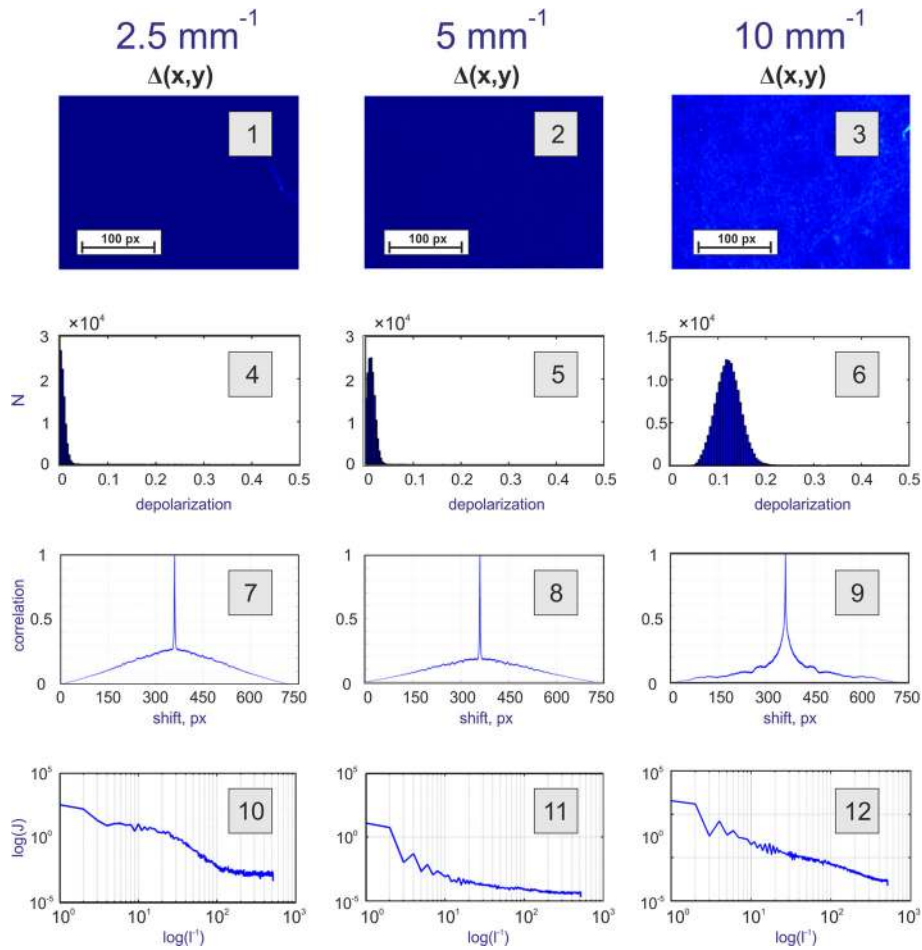 2.5 mm⁻¹ 5 mm⁻¹ 10 mm⁻¹
Δ(x,y) Δ(x,y) Δ(x,y)
1 2 3
100 px 100 px 100 px
×10⁴ ×10⁴ ×10⁴
3 3 1.5
4 5 6
2 2 1.0
N
1 1 0.5
0 0 0
0 0.1 0.2 0.3 0.4 0.5 0 0.1 0.2 0.3 0.4 0.5 0 0.1 0.2 0.3 0.4 0.5
depolarization depolarization depolarization
1 1 1
7 8 9
correlation
0.5 0.5 0.5
0 0 0
0 150 300 450 600 750 0 150 300 450 600 750 0 150 300 450 600 750
shift, px shift, px shift, px
10⁵ 10⁵ 10⁵
10 11 12
log(J)
10⁰ 10⁰ 10⁰
10⁻⁵ 10⁻⁵ 10⁻⁵
10⁰ 10¹ 10² 10³ 10⁰ 10¹ 10² 10³ 10⁰ 10¹ 10² 10³
log(l⁻¹) log(l⁻¹) log(l⁻¹)